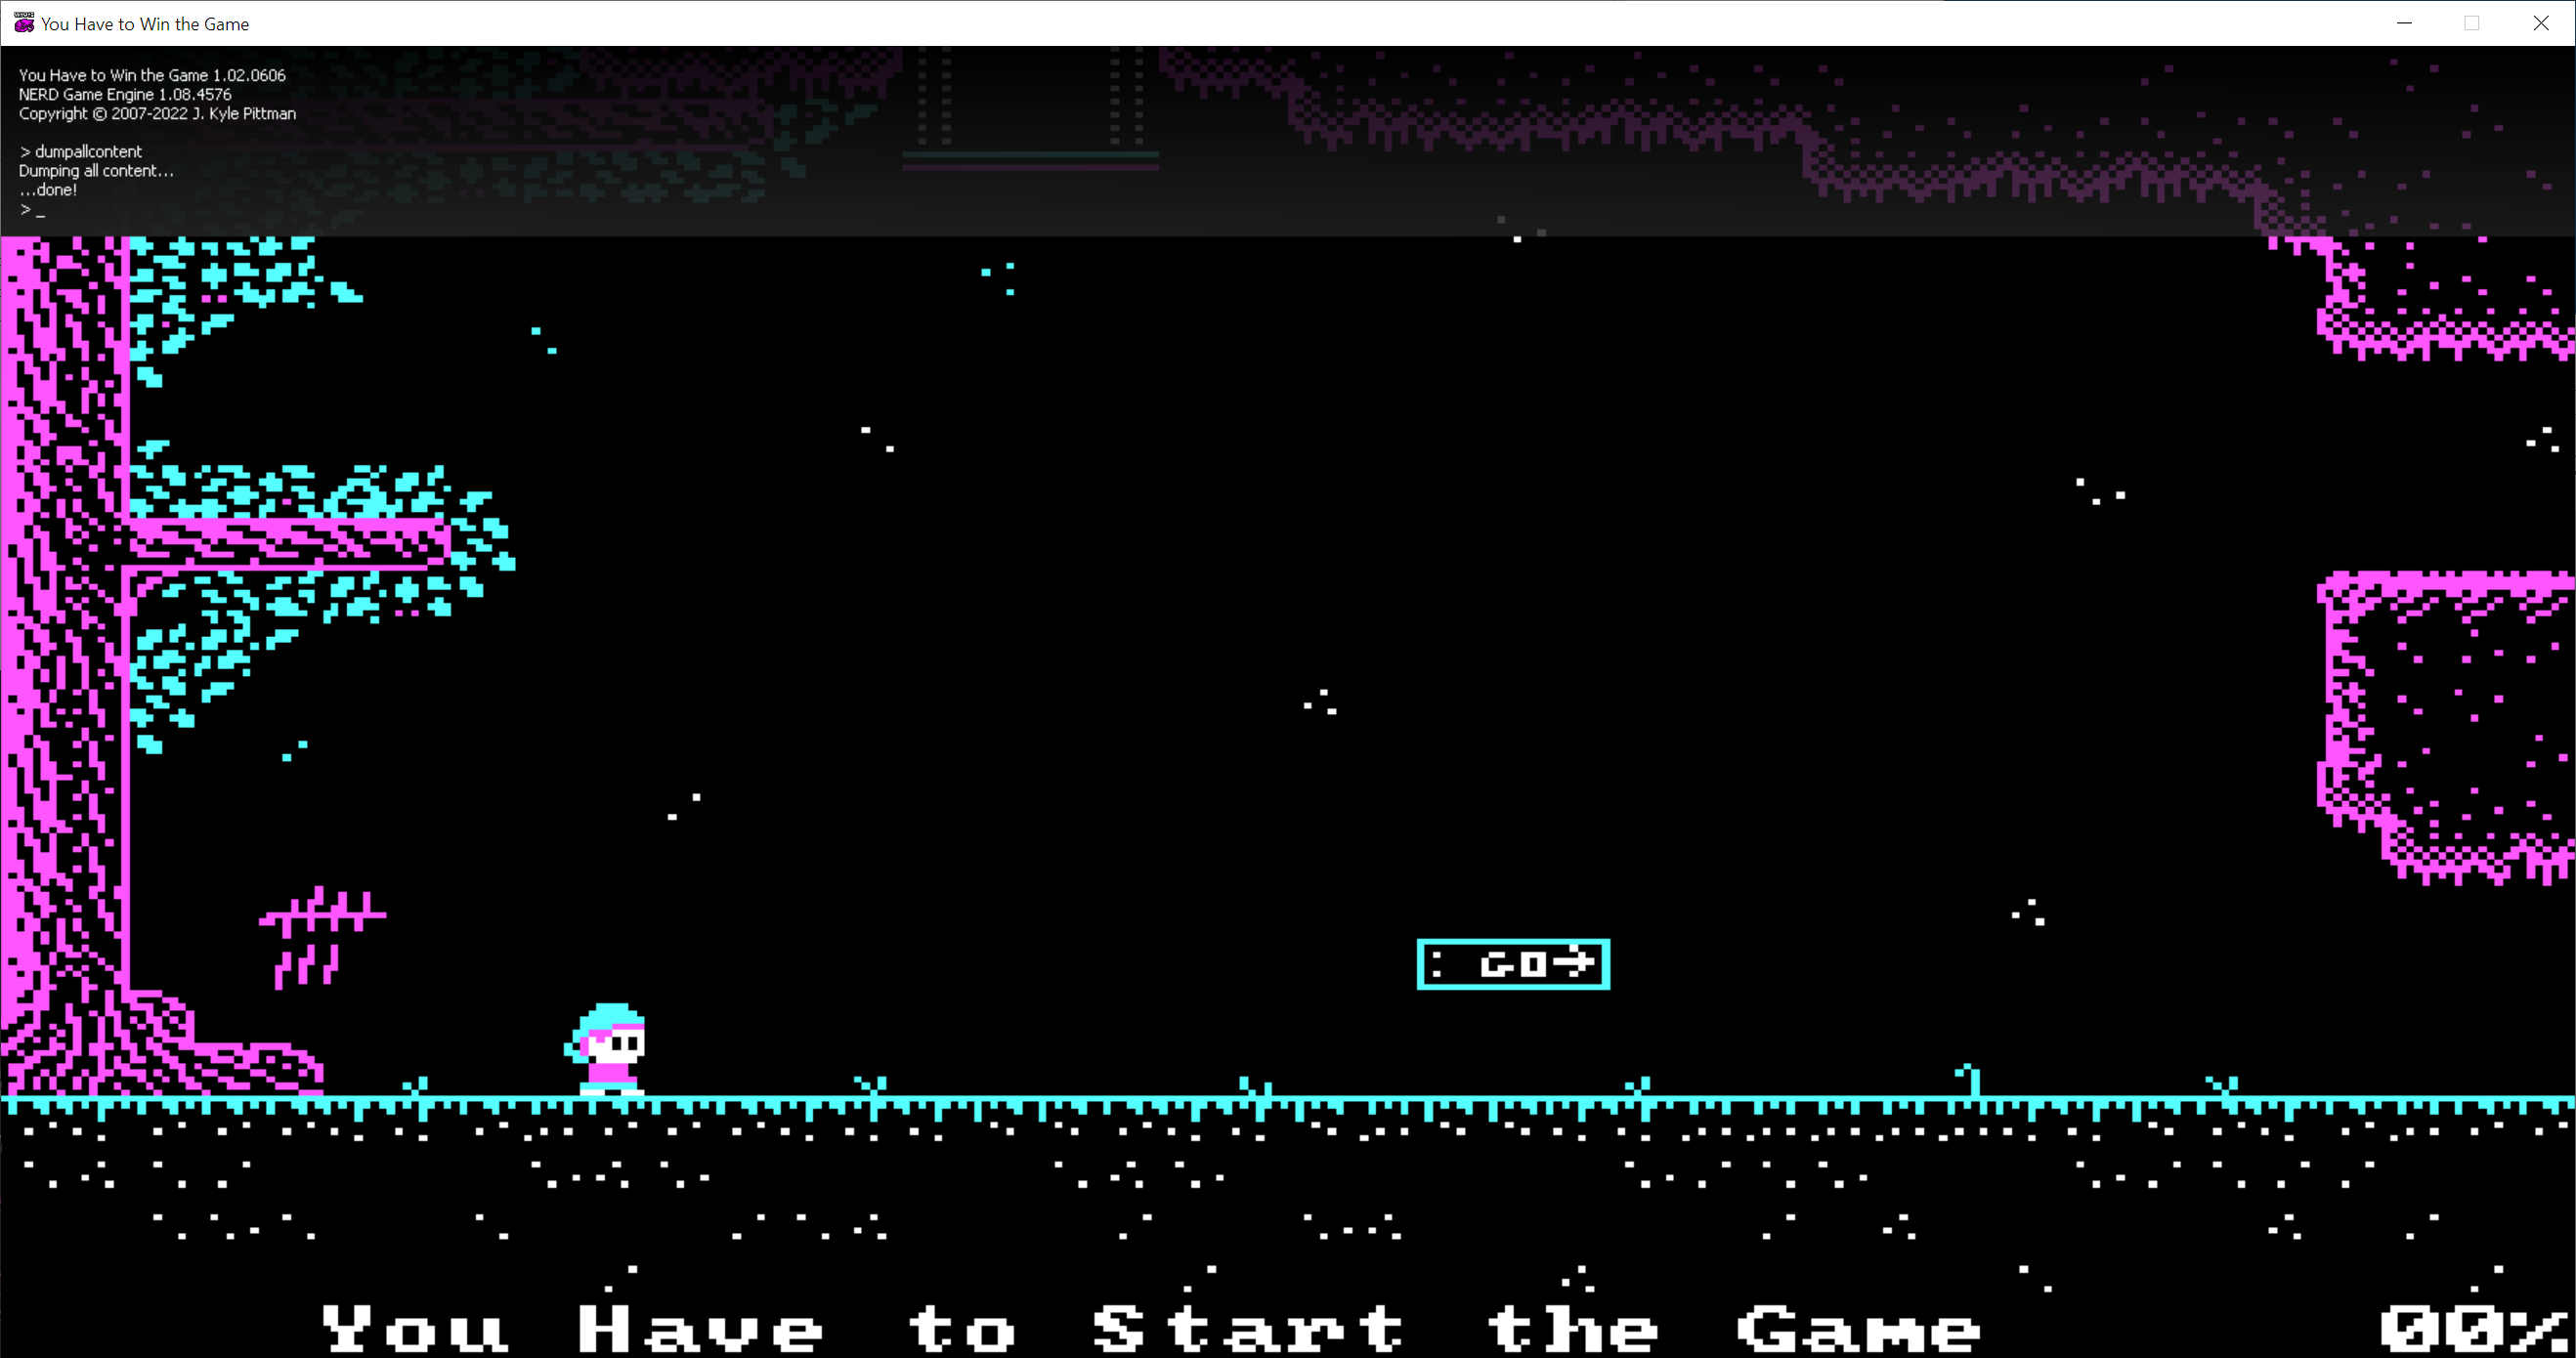 You Have to Win the Game
You Have to Win the Game 1.02.0606
NERD Game Engine 1.08.4576
Copyright © 2007-2022 J. Kyle Pittman
> dumpallcontent
Dumping all content...
...done!
> _
: GO→
You Have to Start the Game 00%